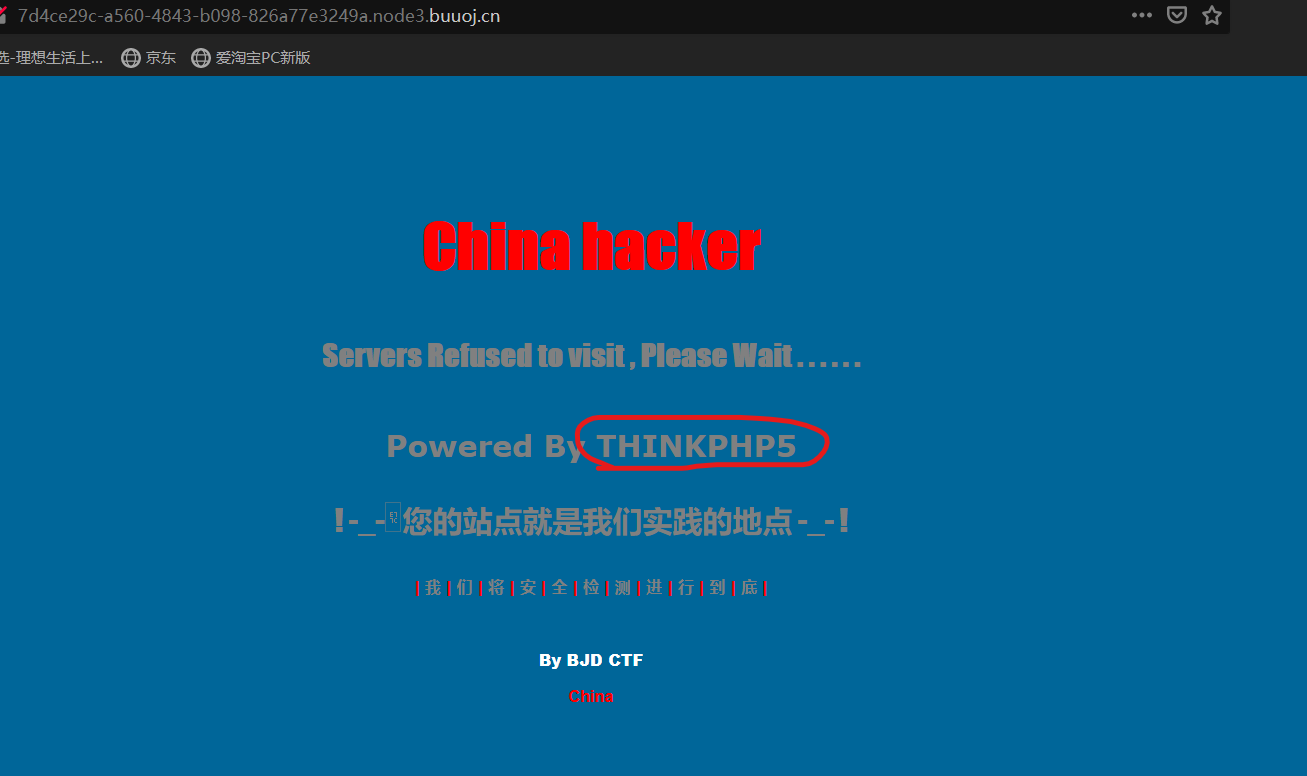 7d4ce29c-a560-4843-b098-826a77e3249a.node3.buuoj.cn
选-理想生活上... 京东 爱淘宝PC新版
China hacker
Servers Refused to visit , Please Wait . . . . . .
Powered By THINKPHP5
!-_-您的站点就是我们实践的地点 -_-!
| 我 | 们 | 将 | 安 | 全 | 检 | 测 | 进 | 行 | 到 | 底 |
By BJD CTF
China